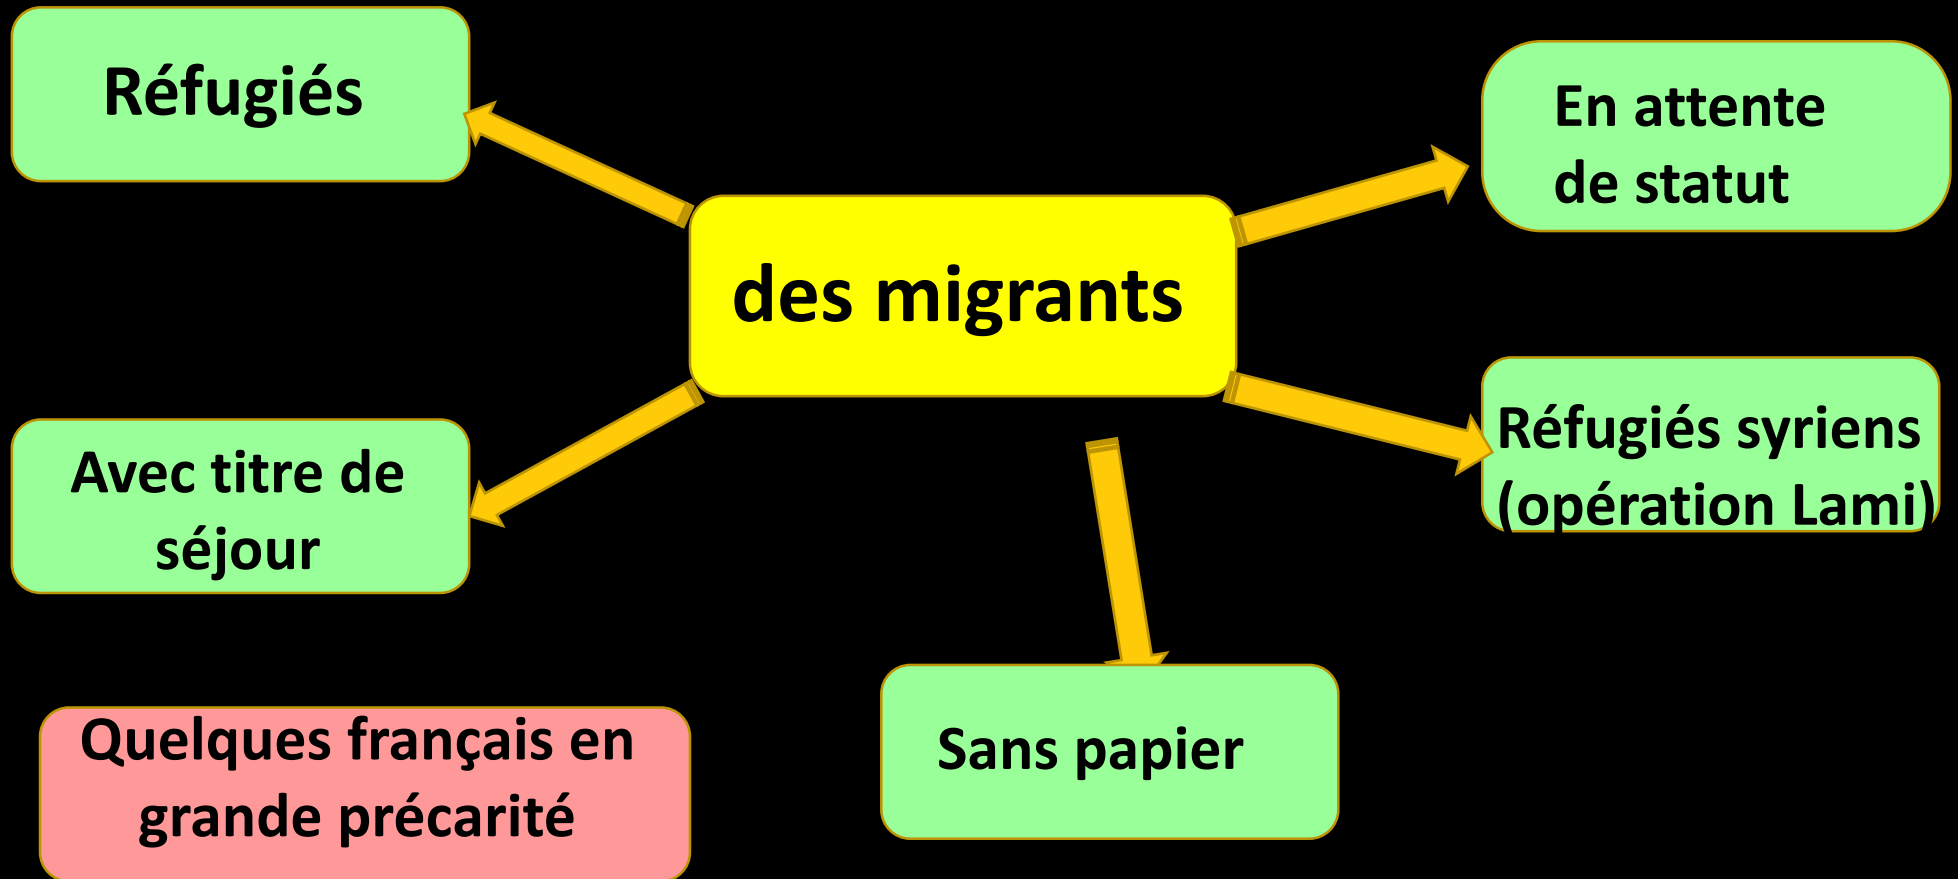 Réfugiés
En attente
de statut
des migrants
Avec titre de
séjour
Réfugiés syriens
(opération Lami)
Quelques français en
grande précarité
Sans papier